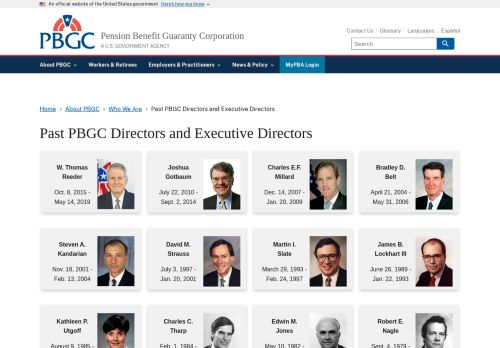 An official website of the United States government Here's how you know
PBGC
Pension Benefit Guaranty Corporation
A U.S. GOVERNMENT AGENCY
Contact Us Glossary Languages Español
Search
About PBGC Workers & Retirees Employers & Practitioners News & Policy MyPBA Login
Home › About PBGC › Who We Are › Past PBGC Directors and Executive Directors
Past PBGC Directors and Executive Directors
W. Thomas
Reeder
Oct. 8, 2015 -
May 14, 2019
Joshua
Gotbaum
July 22, 2010 -
Sept. 2, 2014
Charles E.F.
Millard
Dec. 14, 2007 -
Jan. 20, 2009
Bradley D.
Belt
April 21, 2004 -
May 31, 2006
Steven A.
Kandarian
Nov. 18, 2001 -
Feb. 13, 2004
David M.
Strauss
July 3, 1997 -
Jan. 20, 2001
Martin I.
Slate
March 29, 1993 -
Feb. 24, 1997
James B.
Lockhart III
June 26, 1989 -
Jan. 22, 1993
Kathleen P.
Utgoff
August 9, 1985 -
Charles C.
Tharp
Feb. 1, 1984 -
Edwin M.
Jones
May 10, 1982 -
Robert E.
Nagle
Sept. 4, 1979 -